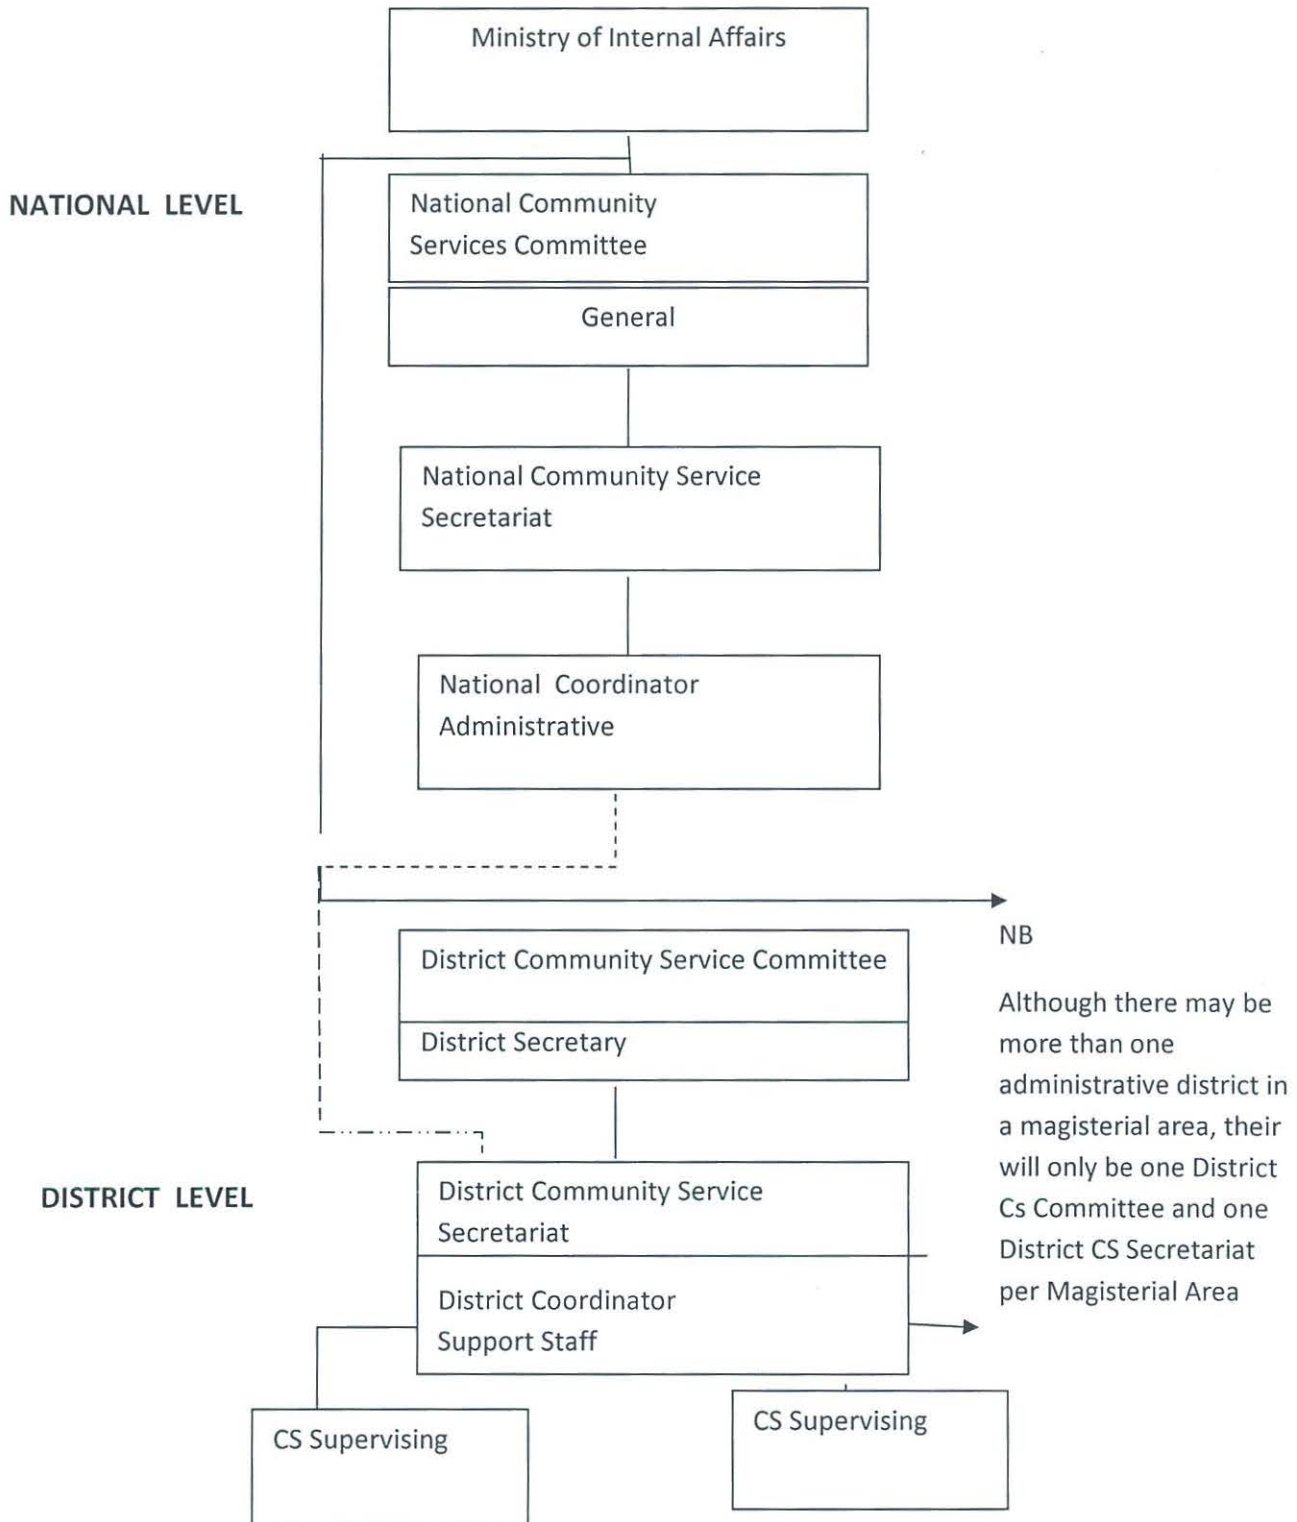 Ministry of Internal Affairs
NATIONAL LEVEL
National Community
Services Committee
General
National Community Service
Secretariat
National Coordinator
Administrative
NB
Although there may be
more than one
administrative district in
a magisterial area, their
will only be one District
Cs Committee and one
District CS Secretariat
per Magisterial Area
District Community Service Committee
District Secretary
DISTRICT LEVEL
District Community Service
Secretariat
District Coordinator
Support Staff
CS Supervising
CS Supervising